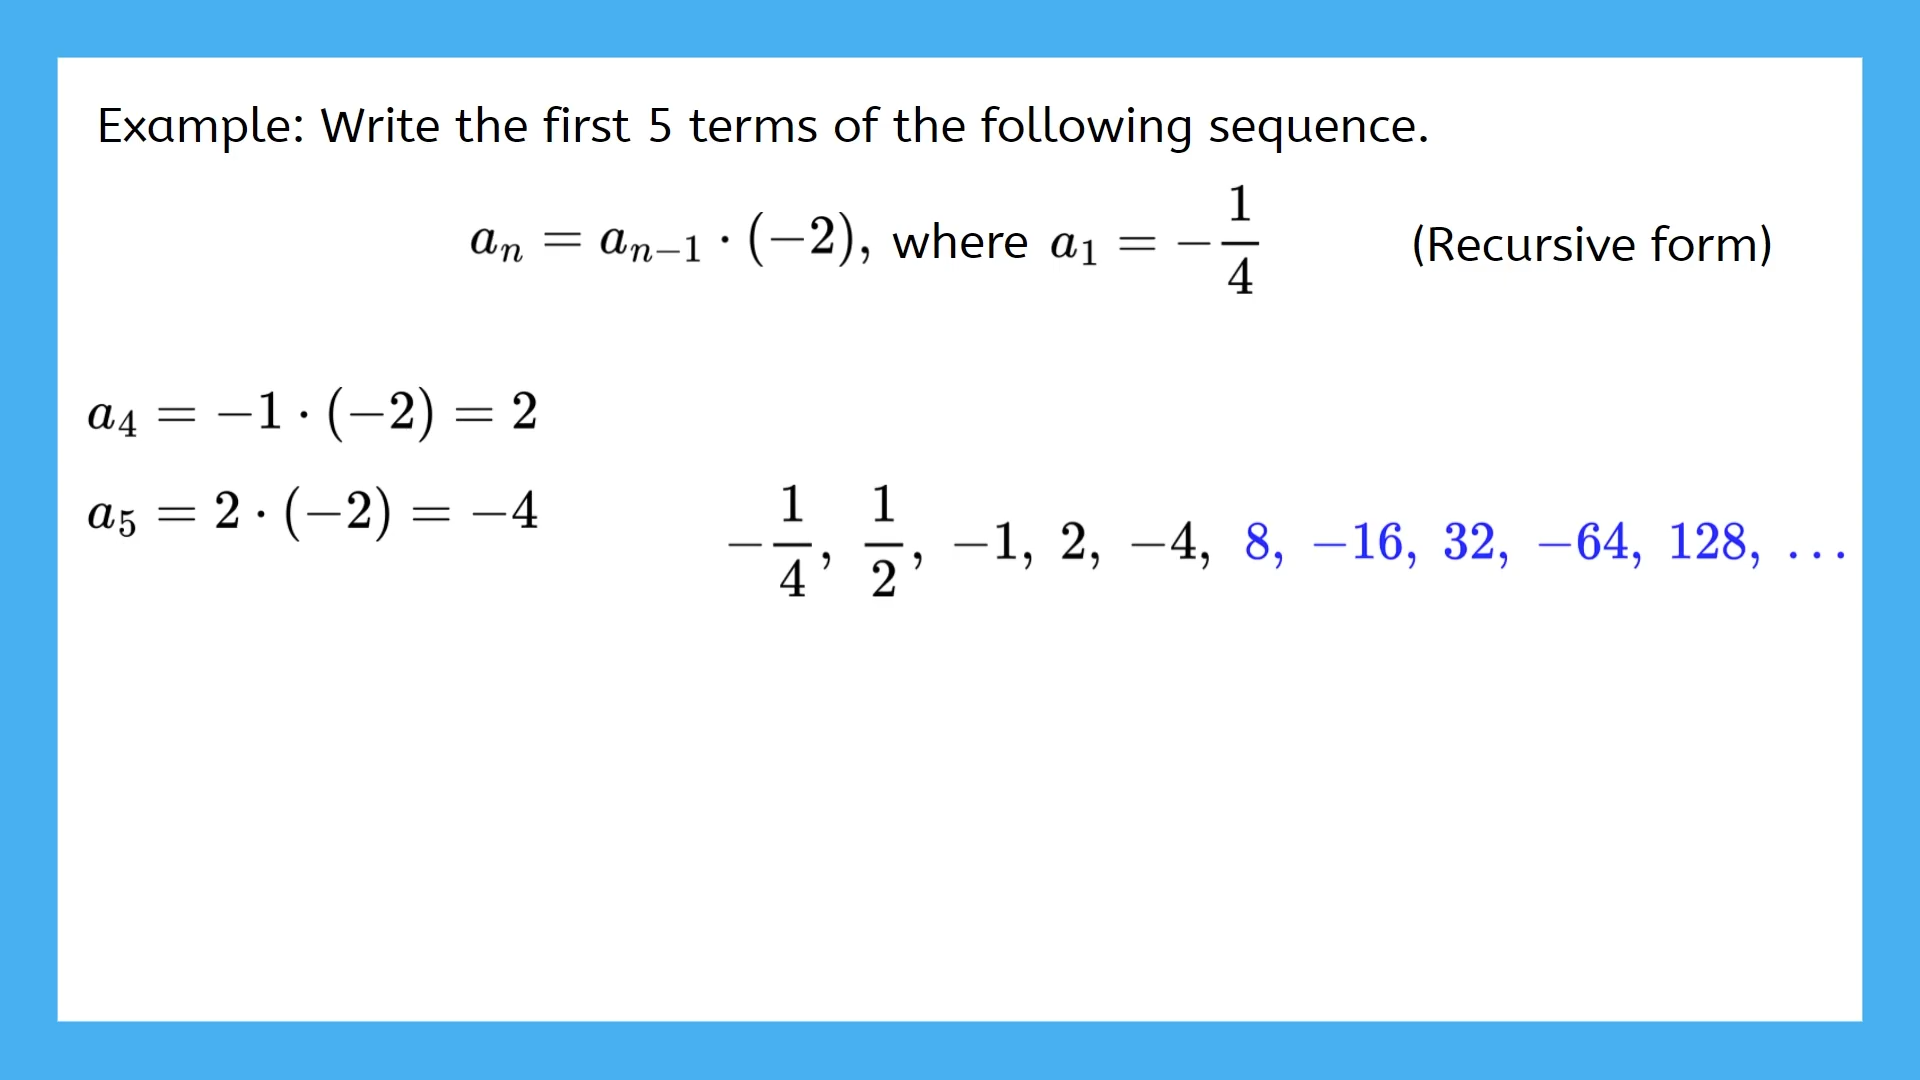 Example: Write the first 5 terms of the following sequence.
aₙ = aₙ₋₁ · (−2), where a₁ = −1/4 (Recursive form)
a₄ = −1 · (−2) = 2
a₅ = 2 · (−2) = −4
−1/4, 1/2, −1, 2, −4, 8, −16, 32, −64, 128, ...